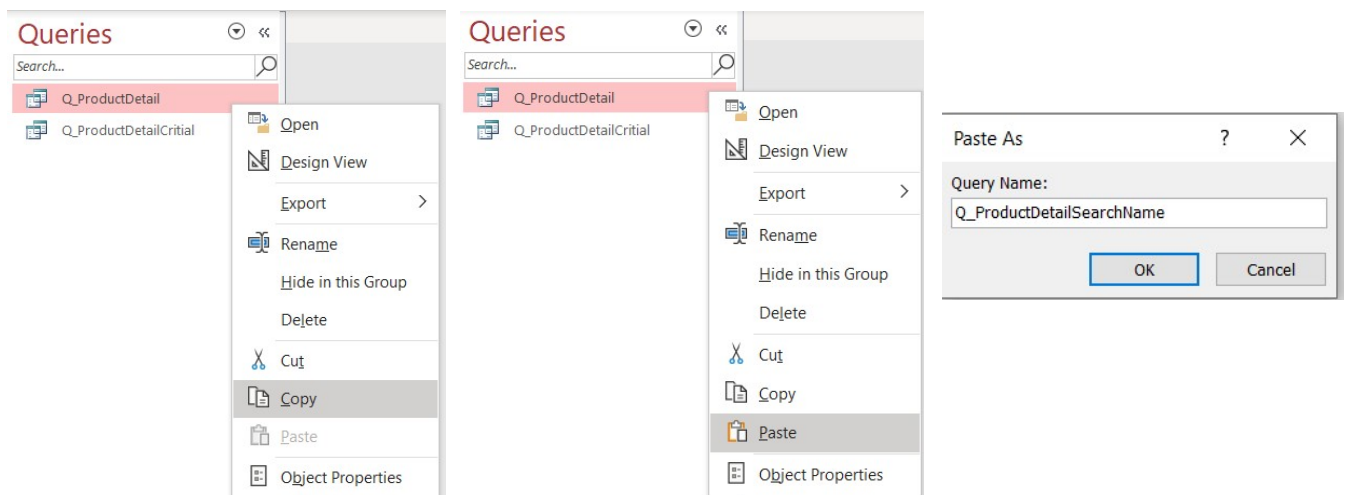 Queries
Search...
Q_ProductDetail
Q_ProductDetailCritial
Open
Design View
Export
Rename
Hide in this Group
Delete
Cut
Copy
Paste
Object Properties
Queries
Search...
Q_ProductDetail
Q_ProductDetailCritial
Open
Design View
Export
Rename
Hide in this Group
Delete
Cut
Copy
Paste
Object Properties
Paste As ?
Query Name:
Q_ProductDetailSearchName
OK Cancel